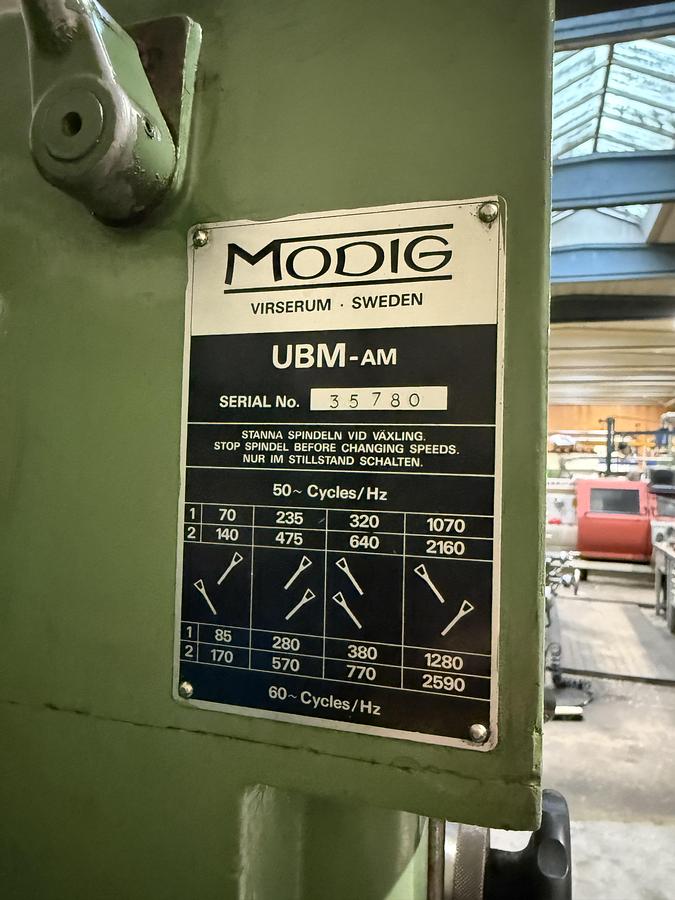 MODIG
VIRSERUM · SWEDEN
UBM-AM
SERIAL No. 35780
STANNA SPINDELN VID VÄXLING.
STOP SPINDEL BEFORE CHANGING SPEEDS.
NUR IM STILLSTAND SCHALTEN.
50~ Cycles/Hz
1 70 235 320 1070
2 140 475 640 2160
1 85 280 380 1280
2 170 570 770 2590
60~ Cycles/Hz